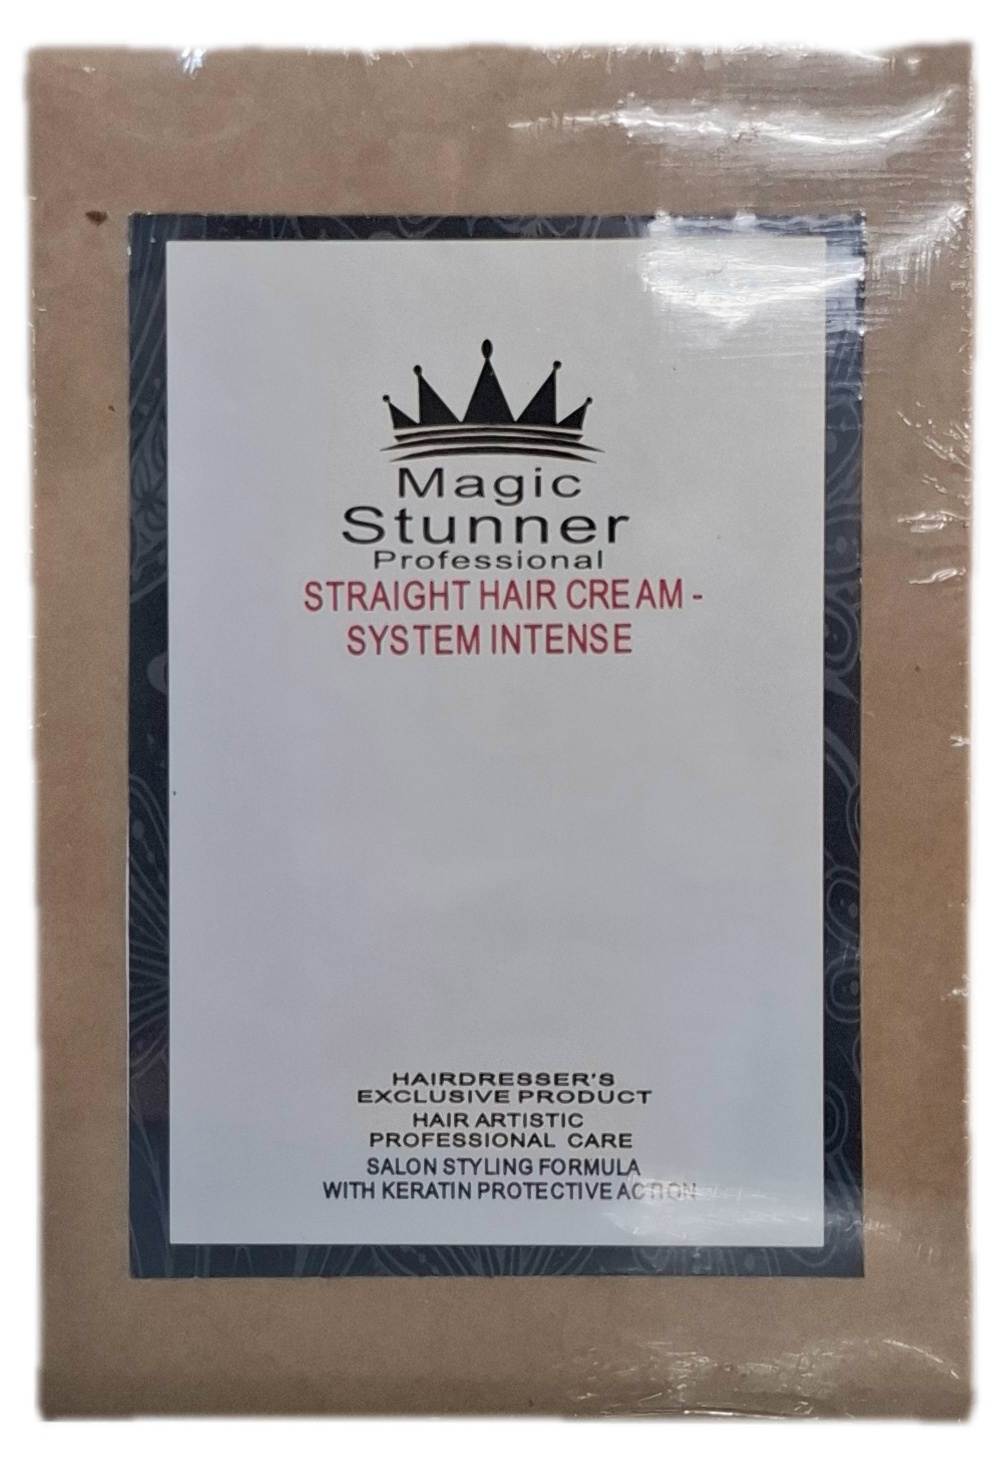 Magic
Stunner
Professional
STRAIGHT HAIR CREAM -
SYSTEM INTENSE
HAIRDRESSER'S
EXCLUSIVE PRODUCT
HAIR ARTISTIC
PROFESSIONAL CARE
SALON STYLING FORMULA
WITH KERATIN PROTECTIVE ACTION